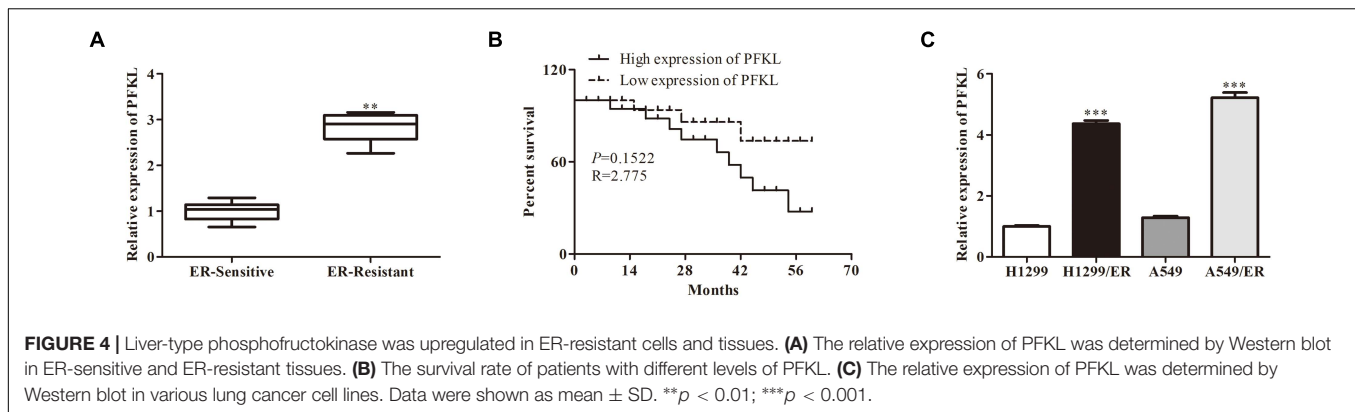 A
Relative expression of PFKL
4
3
2
1
0
**
ER-Sensitive
ER-Resistant
B
High expression of PFKL
Low expression of PFKL
Percent survival
120
60
0
P=0.1522
R=2.775
0 14 28 42 56 70
Months
C
Relative expression of PFKL
6
4
2
0
***
***
H1299
H1299/ER
A549
A549/ER
FIGURE 4 | Liver-type phosphofructokinase was upregulated in ER-resistant cells and tissues. (A) The relative expression of PFKL was determined by Western blot
in ER-sensitive and ER-resistant tissues. (B) The survival rate of patients with different levels of PFKL. (C) The relative expression of PFKL was determined by
Western blot in various lung cancer cell lines. Data were shown as mean ± SD. **p < 0.01; ***p < 0.001.